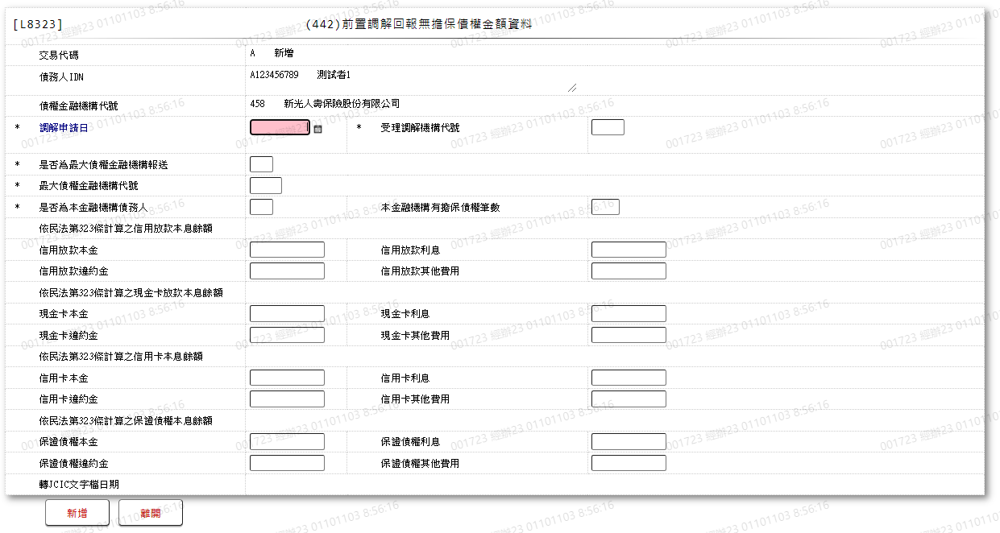 [L8323] (442)前置調解回報無擔保債權金額資料
交易代碼 A 新增
債務人IDN A123456789 測試者1
債權金融機構代號 458 新光人壽保險股份有限公司
* 調解申請日 * 受理調解機構代號
* 是否為最大債權金融機構報送
* 最大債權金融機構代號
* 是否為本金融機構債務人 本金融機構有擔保債權筆數
依民法第323條計算之信用放款本息餘額
信用放款本金 信用放款利息
信用放款違約金 信用放款其他費用
依民法第323條計算之現金卡放款本息餘額
現金卡本金 現金卡利息
現金卡違約金 現金卡其他費用
依民法第323條計算之信用卡本息餘額
信用卡本金 信用卡利息
信用卡違約金 信用卡其他費用
依民法第323條計算之保證債權本息餘額
保證債權本金 保證債權利息
保證債權違約金 保證債權其他費用
轉JCIC文字檔日期
新增 離開
001723 經辦23 01101103 8:56:16